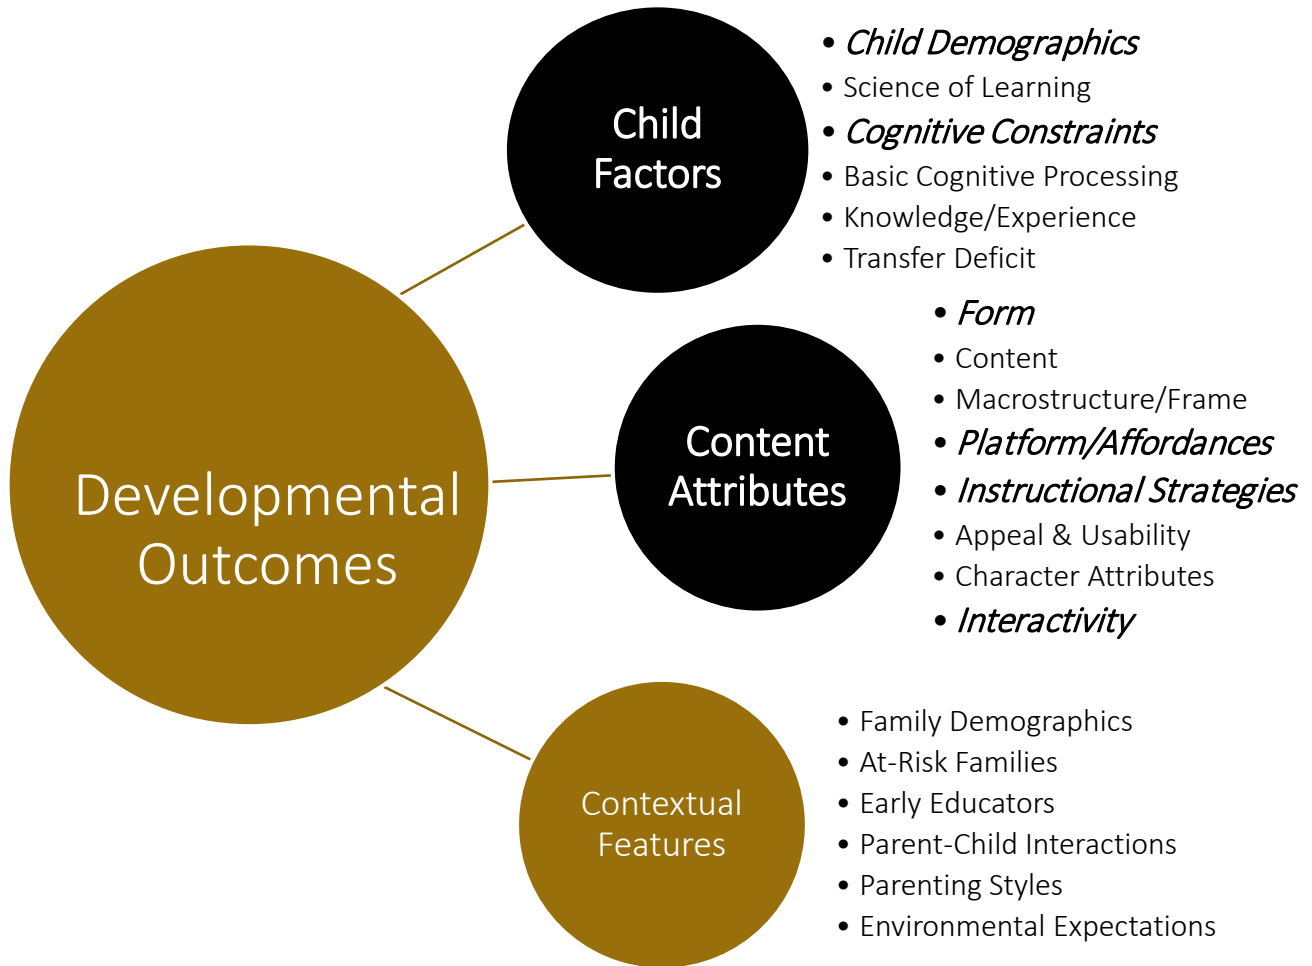 Developmental
Outcomes
Child
Factors
• Child Demographics
• Science of Learning
• Cognitive Constraints
• Basic Cognitive Processing
• Knowledge/Experience
• Transfer Deficit
Content
Attributes
• Form
• Content
• Macrostructure/Frame
• Platform/Affordances
• Instructional Strategies
• Appeal & Usability
• Character Attributes
• Interactivity
Contextual
Features
• Family Demographics
• At-Risk Families
• Early Educators
• Parent-Child Interactions
• Parenting Styles
• Environmental Expectations